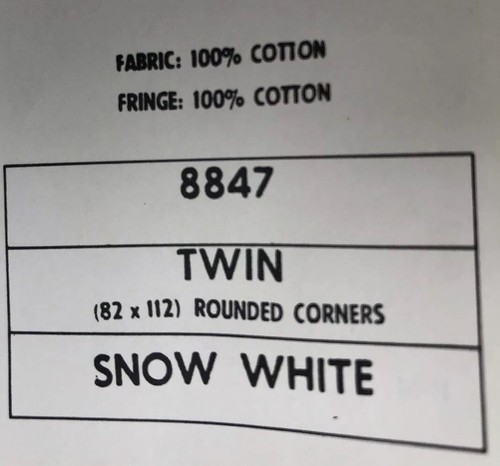 FABRIC: 100% COTTON
FRINGE: 100% COTTON
8847
TWIN
(82 x 112) ROUNDED CORNERS
SNOW WHITE